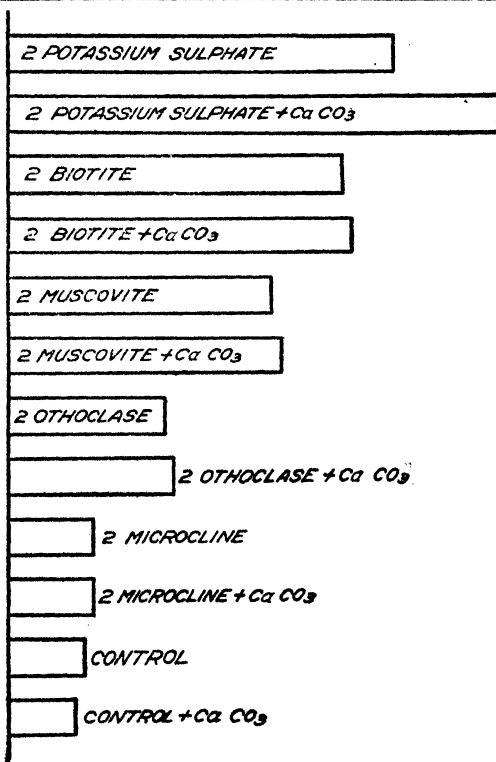 2 POTASSIUM SULPHATE
2 POTASSIUM SULPHATE + Ca CO₃
2 BIOTITE
2 BIOTITE + Ca CO₃
2 MUSCOVITE
2 MUSCOVITE + Ca CO₃
2 OTHOCLASE
2 OTHOCLASE + Ca CO₃
2 MICROCLINE
2 MICROCLINE + Ca CO₃
CONTROL
CONTROL + Ca CO₃